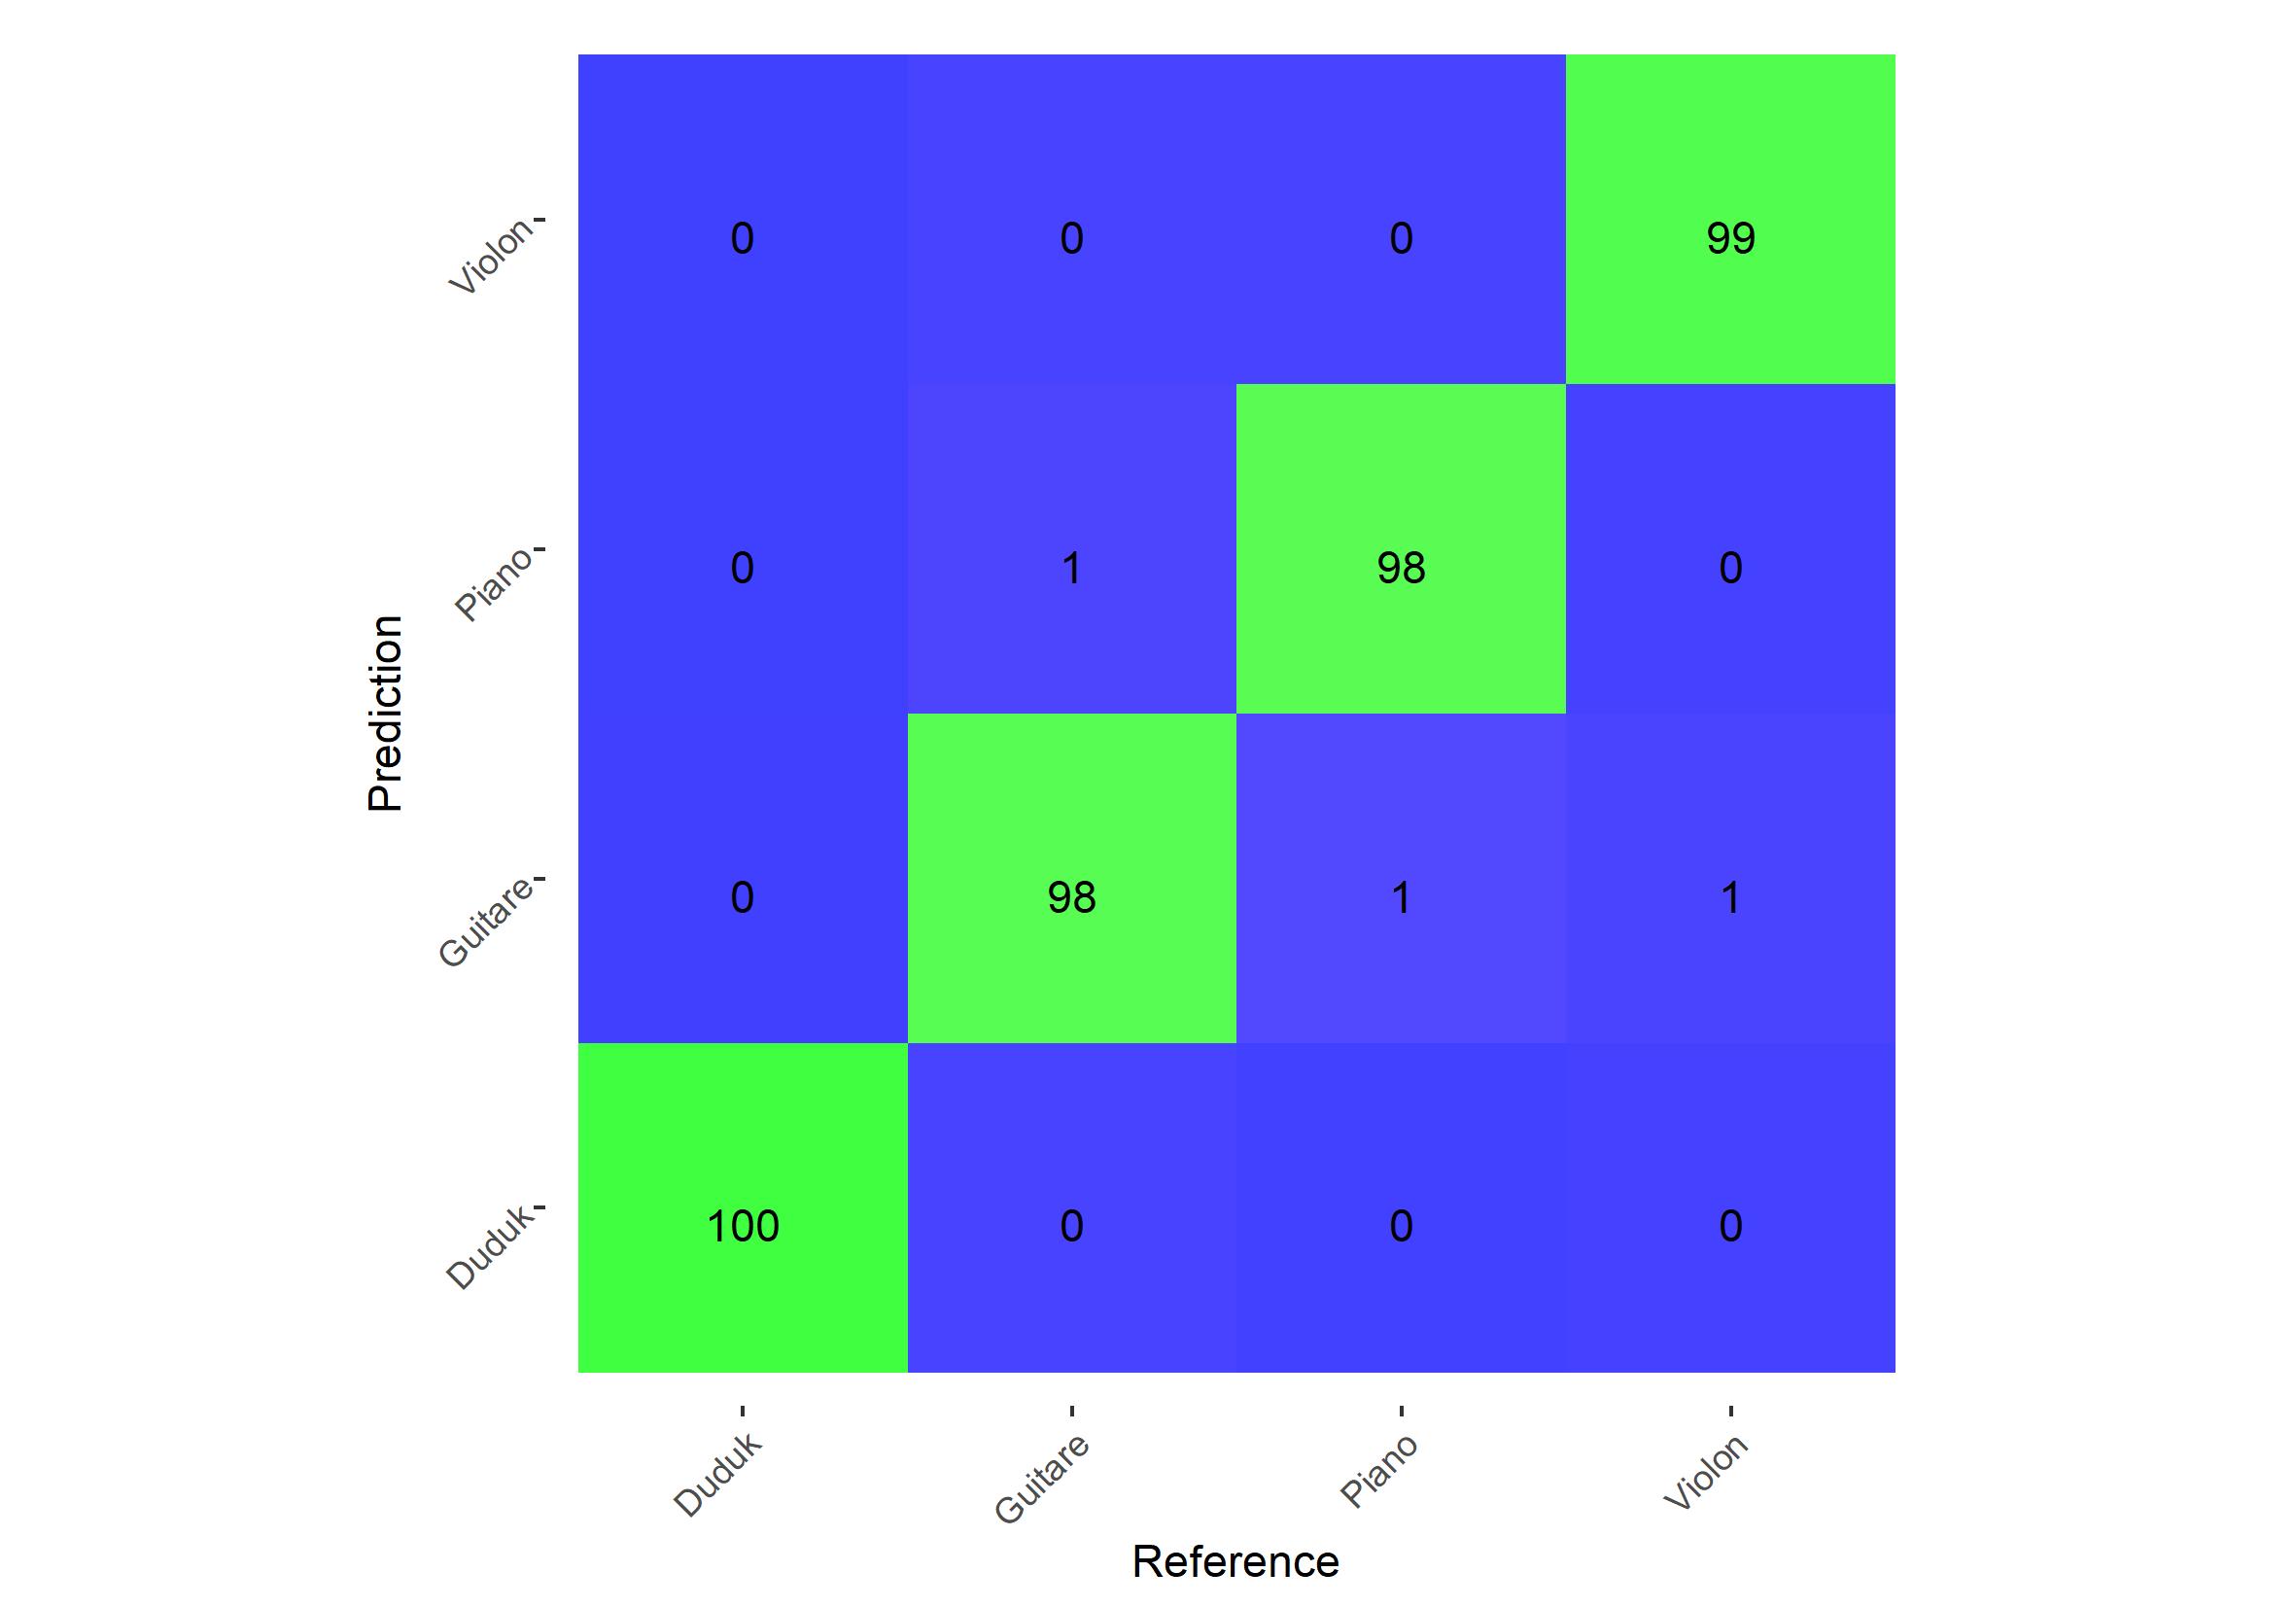 Prediction
Violon
0 0 0 99
Piano
0 1 98 0
Guitare
0 98 1 1
Duduk
100 0 0 0
Duduk Guitare Piano Violon
Reference